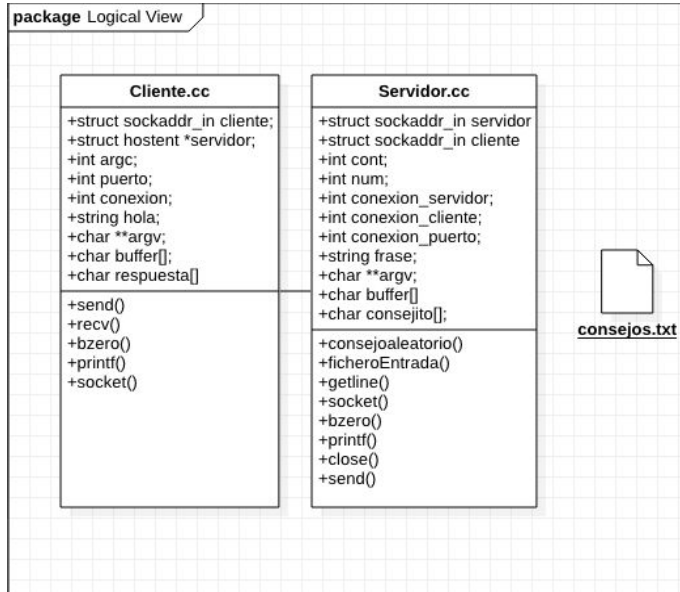 package Logical View
Cliente.cc
+struct sockaddr_in cliente;
+struct hostent *servidor;
+int argc;
+int puerto;
+int conexion;
+string hola;
+char **argv;
+char buffer[];
+char respuesta[]
+send()
+recv()
+bzero()
+printf()
+socket()
Servidor.cc
+struct sockaddr_in servidor
+struct sockaddr_in cliente
+int cont;
+int num;
+int conexion_servidor;
+int conexion_cliente;
+int conexion_puerto;
+string frase;
+char **argv;
+char buffer[]
+char consejito[];
+consejoaleatorio()
+ficheroEntrada()
+getline()
+socket()
+bzero()
+printf()
+close()
+send()
consejos.txt